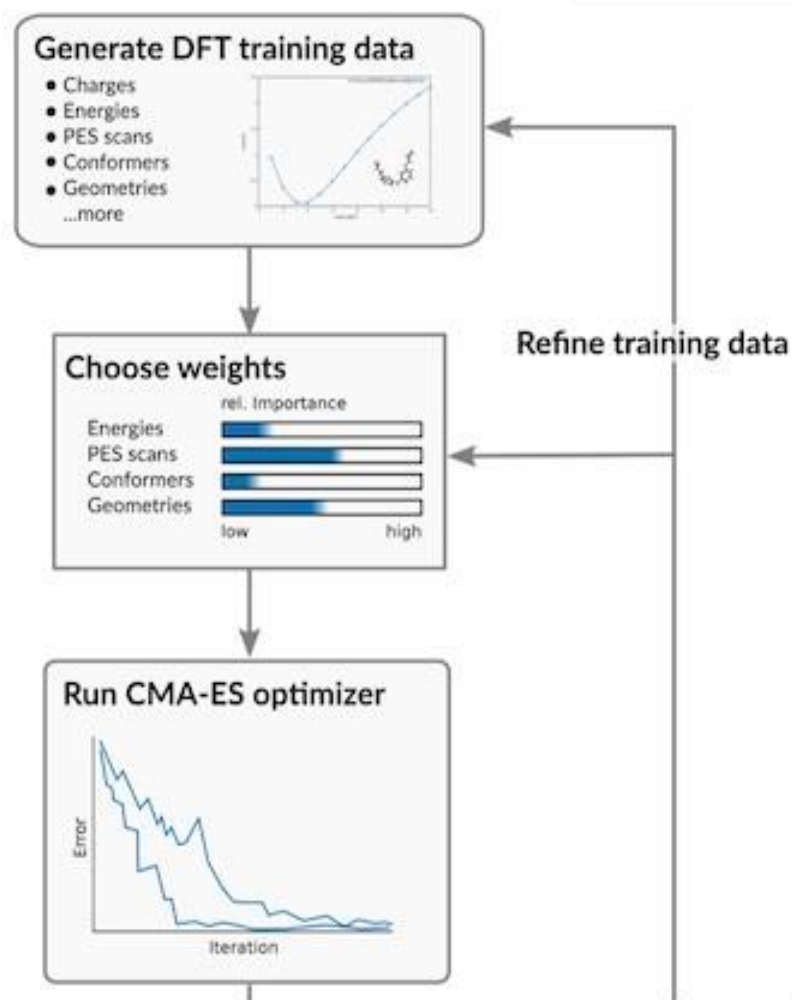 Generate DFT training data
Charges
Energies
PES scans
Conformers
Geometries
...more
Refine training data
Choose weights
rel. Importance
Energies
PES scans
Conformers
Geometries
low high
Run CMA-ES optimizer
Error
Iteration